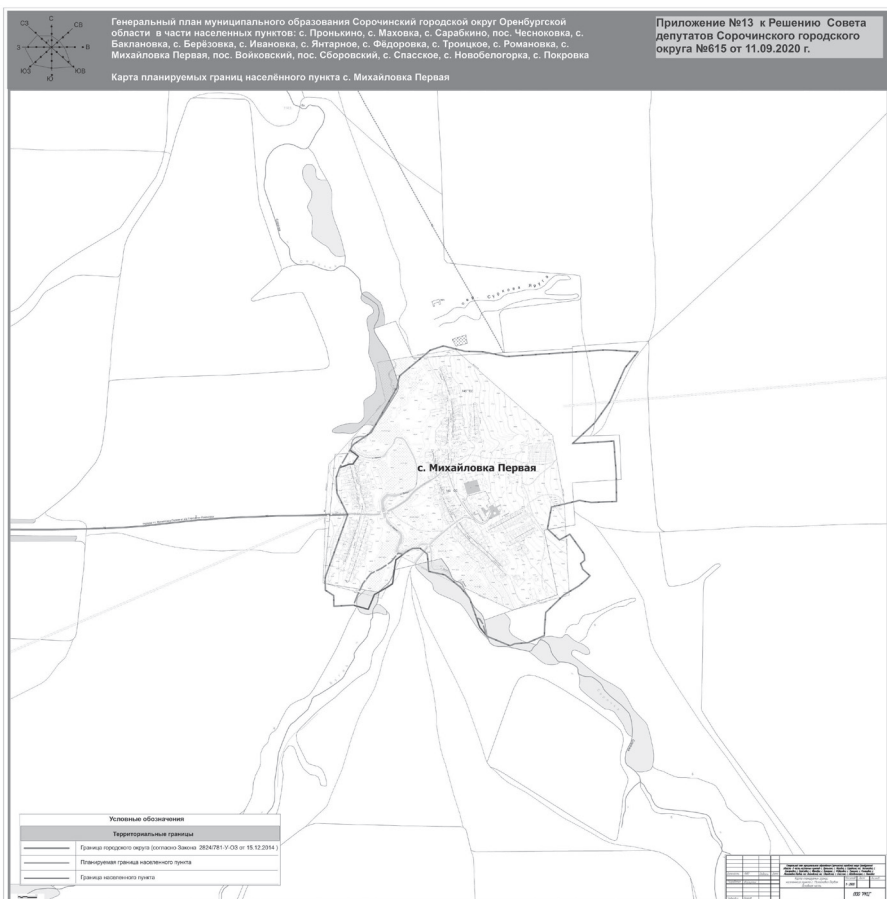 Генеральный план муниципального образования Сорочинский городской округ Оренбургской
области в части населенных пунктов: с. Пронькино, с. Маховка, с. Сарабкино, пос. Чесноковка, с.
Баклановка, с. Берёзовка, с. Ивановка, с. Янтарное, с. Фёдоровка, с. Троицкое, с. Романовка, с.
Михайловка Первая, пос. Войковский, пос. Сборовский, с. Спасское, с. Новобелогорка, с. Покровка
Карта планируемых границ населённого пункта с. Михайловка Первая
Приложение №13 к Решению Совета
депутатов Сорочинского городского
округа №615 от 11.09.2020 г.
С
СЗ
СВ
З
В
ЮЗ
ЮВ
Ю
с. Михайловка Первая
Условные обозначения
Территориальные границы
Граница городского округа (согласно Закона 2824/781-V-ОЗ от 15.12.2014 )
Планируемая граница населенного пункта
Граница населенного пункта